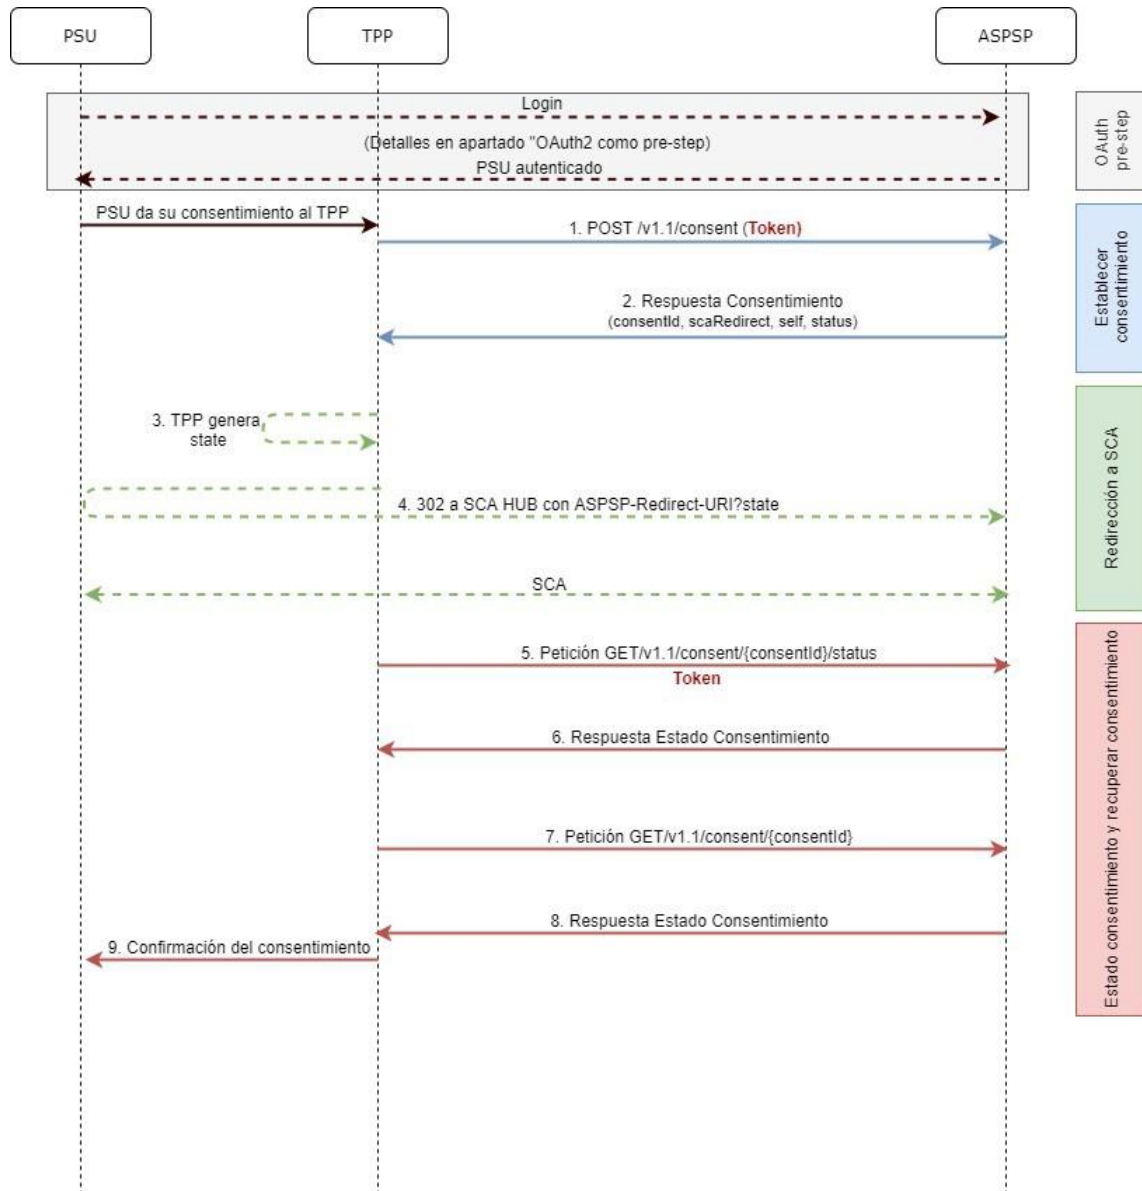 PSU
TPP
ASPSP
Login
(Detalles en apartado "OAuth2 como pre-step)
PSU autenticado
OAuth
pre-step
PSU da su consentimiento al TPP
1. POST /v1.1/consent (Token)
2. Respuesta Consentimiento
(consentId, scaRedirect, self, status)
Establecer
consentimiento
3. TPP genera
state
4. 302 a SCA HUB con ASPSP-Redirect-URI?state
SCA
Redirección a SCA
5. Petición GET/v1.1/consent/{consentId}/status
Token
6. Respuesta Estado Consentimiento
7. Petición GET/v1.1/consent/{consentId}
8. Respuesta Estado Consentimiento
9. Confirmación del consentimiento
Estado consentimiento y recuperar consentimiento